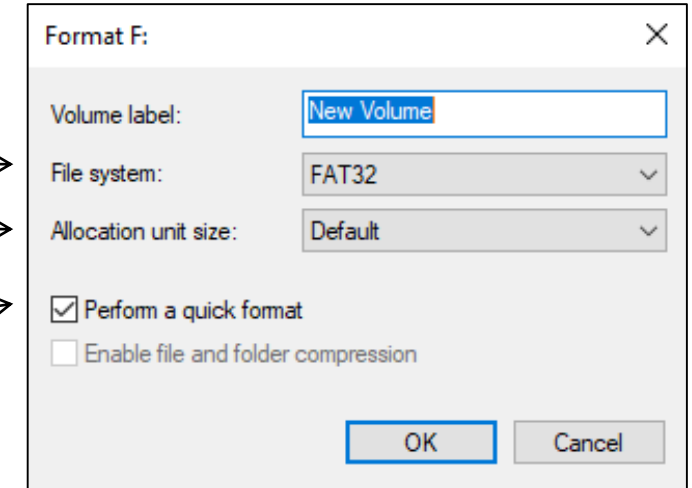 Format F:
Volume label: New Volume
File system: FAT32
Allocation unit size: Default
Perform a quick format
Enable file and folder compression
OK Cancel